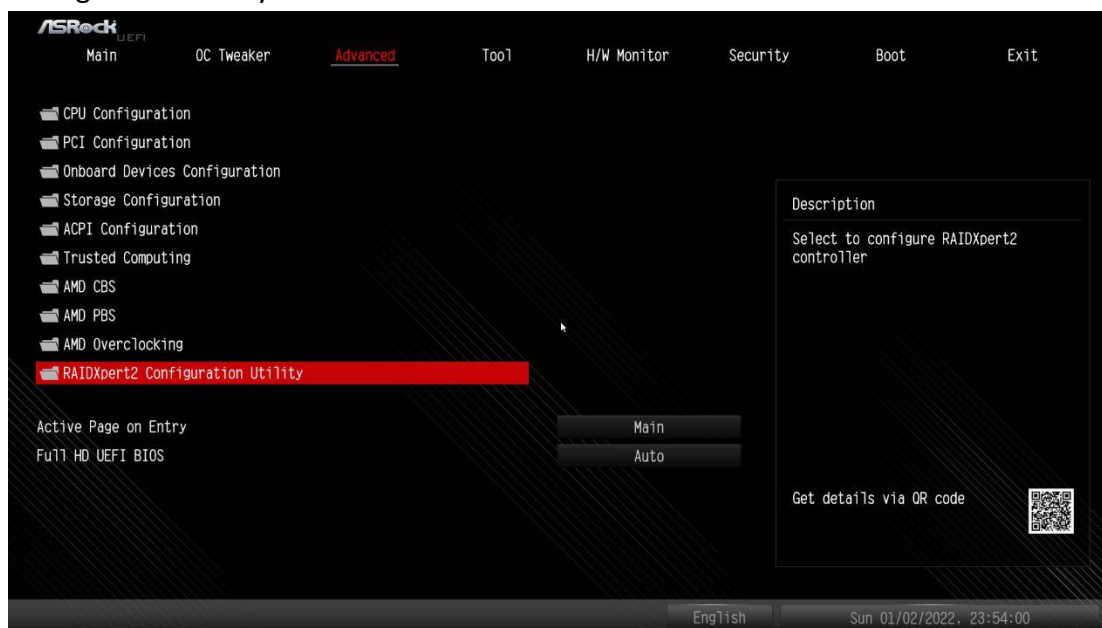 ASRock
UEFI
Main OC Tweaker Advanced Tool H/W Monitor Security Boot Exit
CPU Configuration
PCI Configuration
Onboard Devices Configuration
Storage Configuration
ACPI Configuration
Trusted Computing
AMD CBS
AMD PBS
AMD Overclocking
RAIDXpert2 Configuration Utility
Active Page on Entry Main
Full HD UEFI BIOS Auto
Description
Select to configure RAIDXpert2
controller
Get details via QR code
English Sun 01/02/2022, 23:54:00